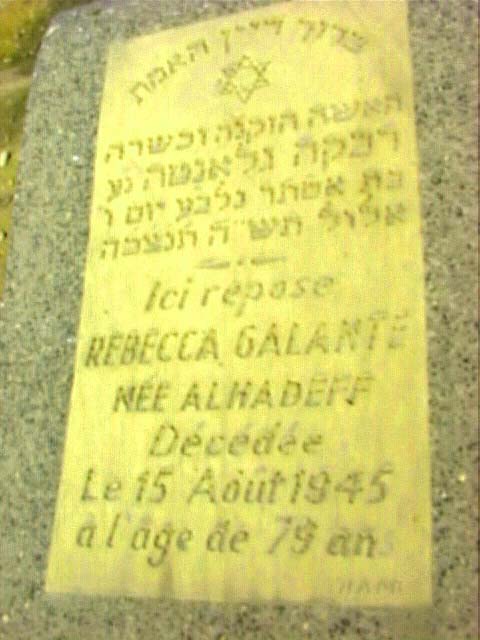 ברוך דיין האמת
האשה הזקנה וכשרה
רבקה גלאנטה נע
בת אסתר נלבע יום ו
אלול תש״ה תנצבה
Ici repose
REBECCA GALANTÉ
NÉE ALHADEFF
Décédée
Le 15 Août 1945
a l'âge de 79 ans